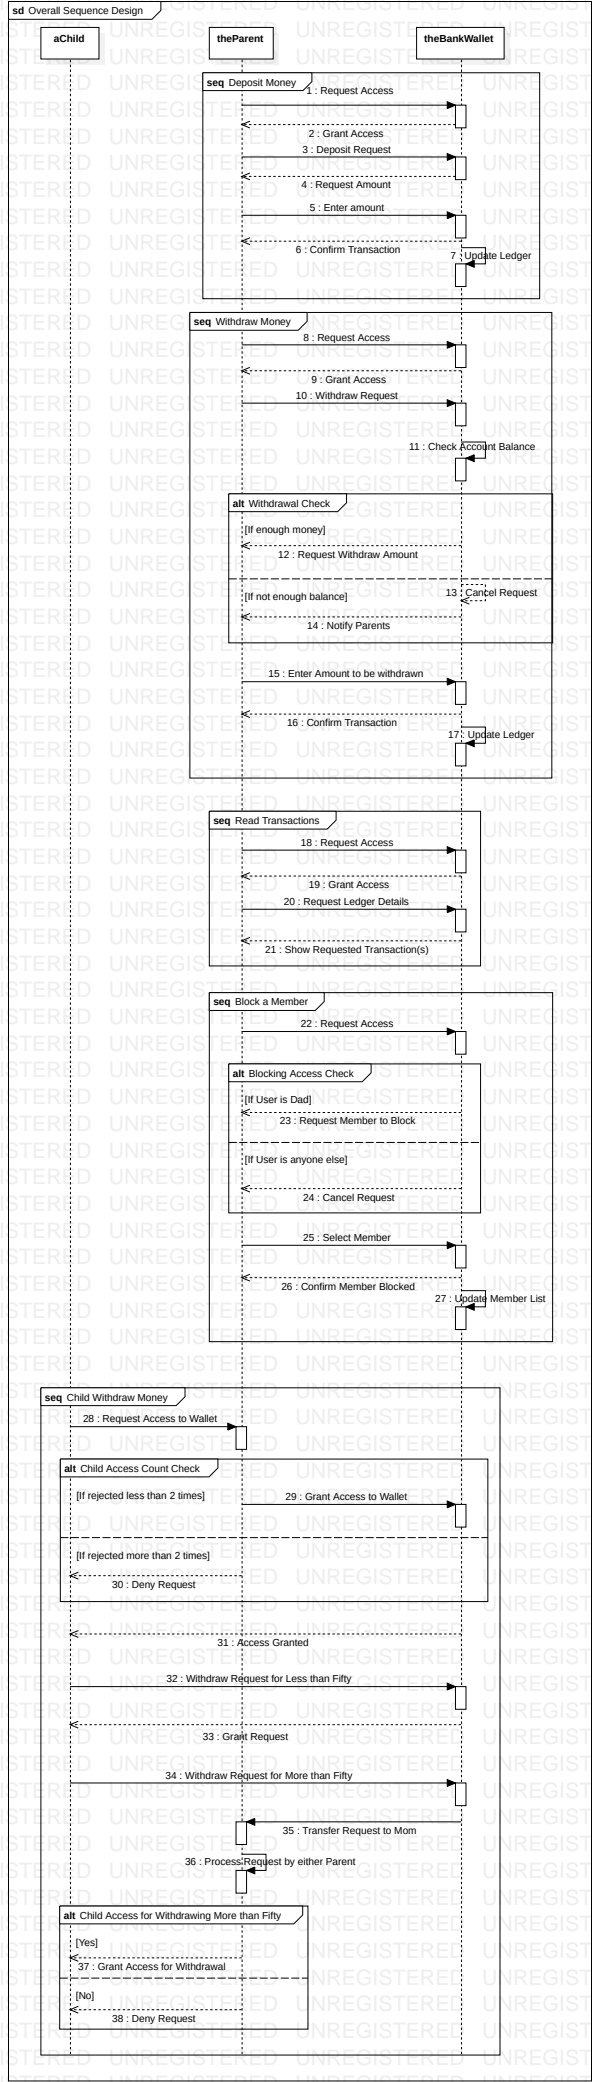 sd Overall Sequence Design
aChild
theParent
theBankWallet
seq Deposit Money
1 : Request Access
2 : Grant Access
3 : Deposit Request
4 : Request Amount
5 : Enter amount
6 : Confirm Transaction
7 : Update Ledger
seq Withdraw Money
8 : Request Access
9 : Grant Access
10 : Withdraw Request
11 : Check Account Balance
alt Withdrawal Check
[If enough money]
12 : Request Withdraw Amount
13 : Cancel Request
[If not enough balance]
14 : Notify Parents
15 : Enter Amount to be withdrawn
16 : Confirm Transaction
17 : Update Ledger
seq Read Transactions
18 : Request Access
19 : Grant Access
20 : Request Ledger Details
21 : Show Requested Transaction(s)
seq Block a Member
22 : Request Access
alt Blocking Access Check
[If User is Dad]
23 : Request Member to Block
[If User is anyone else]
24 : Cancel Request
25 : Select Member
26 : Confirm Member Blocked
27 : Update Member List
seq Child Withdraw Money
28 : Request Access to Wallet
alt Child Access Count Check
[If rejected less than 2 times]
29 : Grant Access to Wallet
[If rejected more than 2 times]
30 : Deny Request
31 : Access Granted
32 : Withdraw Request for Less than Fifty
33 : Grant Request
34 : Withdraw Request for More than Fifty
35 : Transfer Request to Mom
36 : Process Request by either Parent
alt Child Access for Withdrawing More than Fifty
[Yes]
37 : Grant Access for Withdrawal
[No]
38 : Deny Request
UNREGISTERED